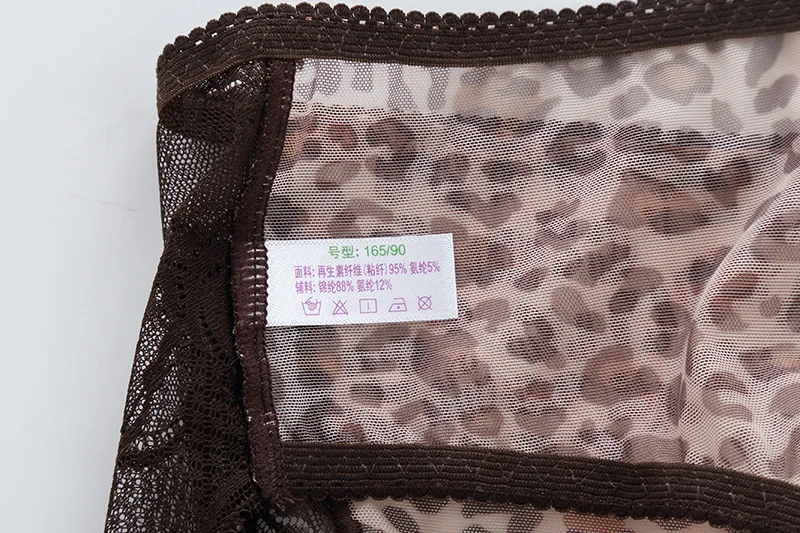 号型: 165/90
面料: 再生素纤维 (粘纤) 95% 氨纶5%
辅料: 锦纶88% 氨纶12%